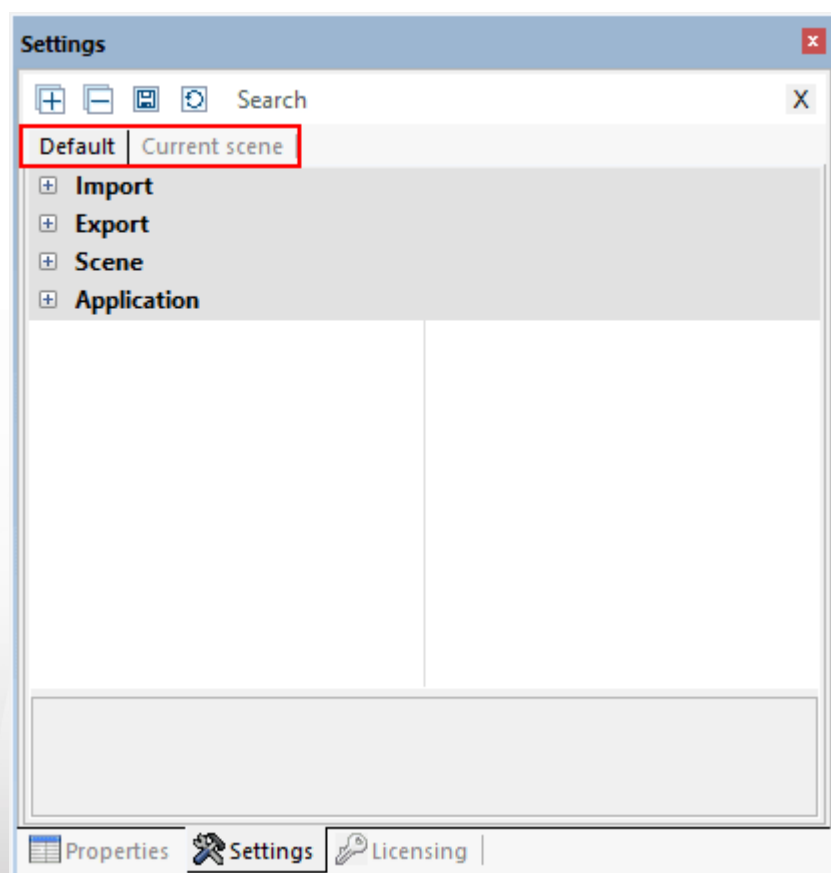 Settings x
Search X
Default Current scene
Import
Export
Scene
Application
Properties Settings Licensing